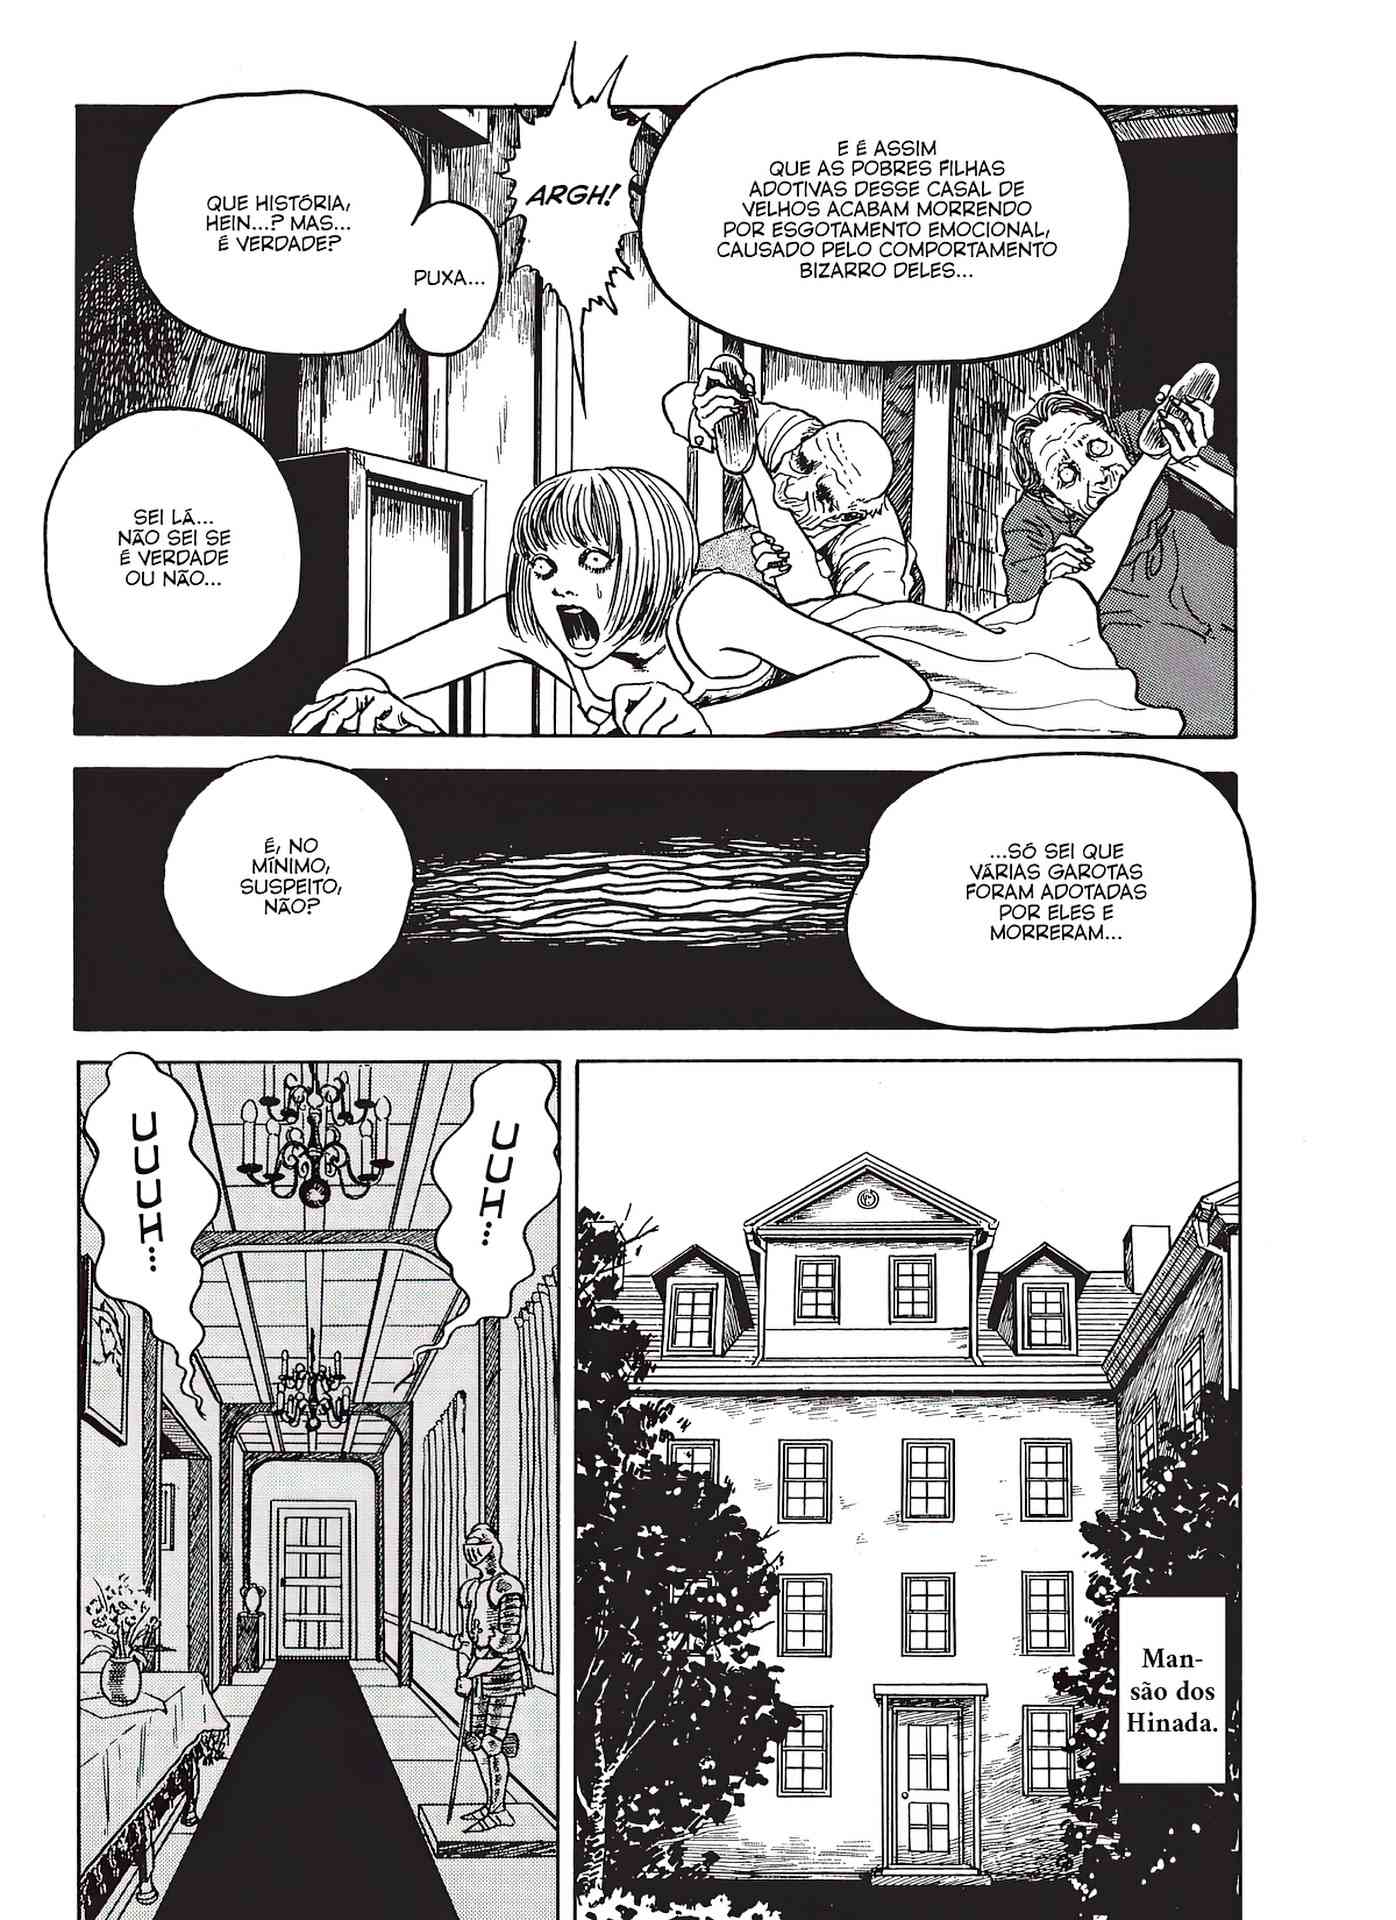 E É ASSIM
QUE AS POBRES FILHAS
ADOTIVAS DESSE CASAL DE
VELHOS ACABAM MORRENDO
POR ESGOTAMENTO EMOCIONAL,
CAUSADO PELO COMPORTAMENTO
BIZARRO DELES...
ARGH!
QUE HISTÓRIA,
HEIN...? MAS...
É VERDADE?
PUXA...
SEI LÁ...
NÃO SEI SE
É VERDADE
OU NÃO...
...SÓ SEI QUE
VÁRIAS GAROTAS
FORAM ADOTADAS
POR ELES E
MORRERAM...
É, NO
MÍNIMO,
SUSPEITO,
NÃO?
Man-
são dos
Hinada.
UUH...
UUUH...